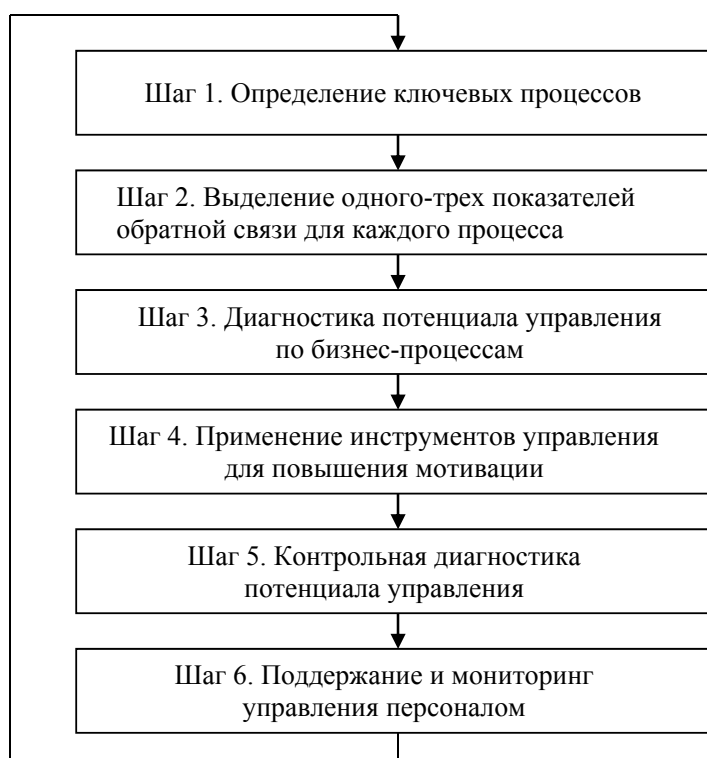 Шаг 1. Определение ключевых процессов
Шаг 2. Выделение одного-трех показателей
обратной связи для каждого процесса
Шаг 3. Диагностика потенциала управления
по бизнес-процессам
Шаг 4. Применение инструментов управления
для повышения мотивации
Шаг 5. Контрольная диагностика
потенциала управления
Шаг 6. Поддержание и мониторинг
управления персоналом